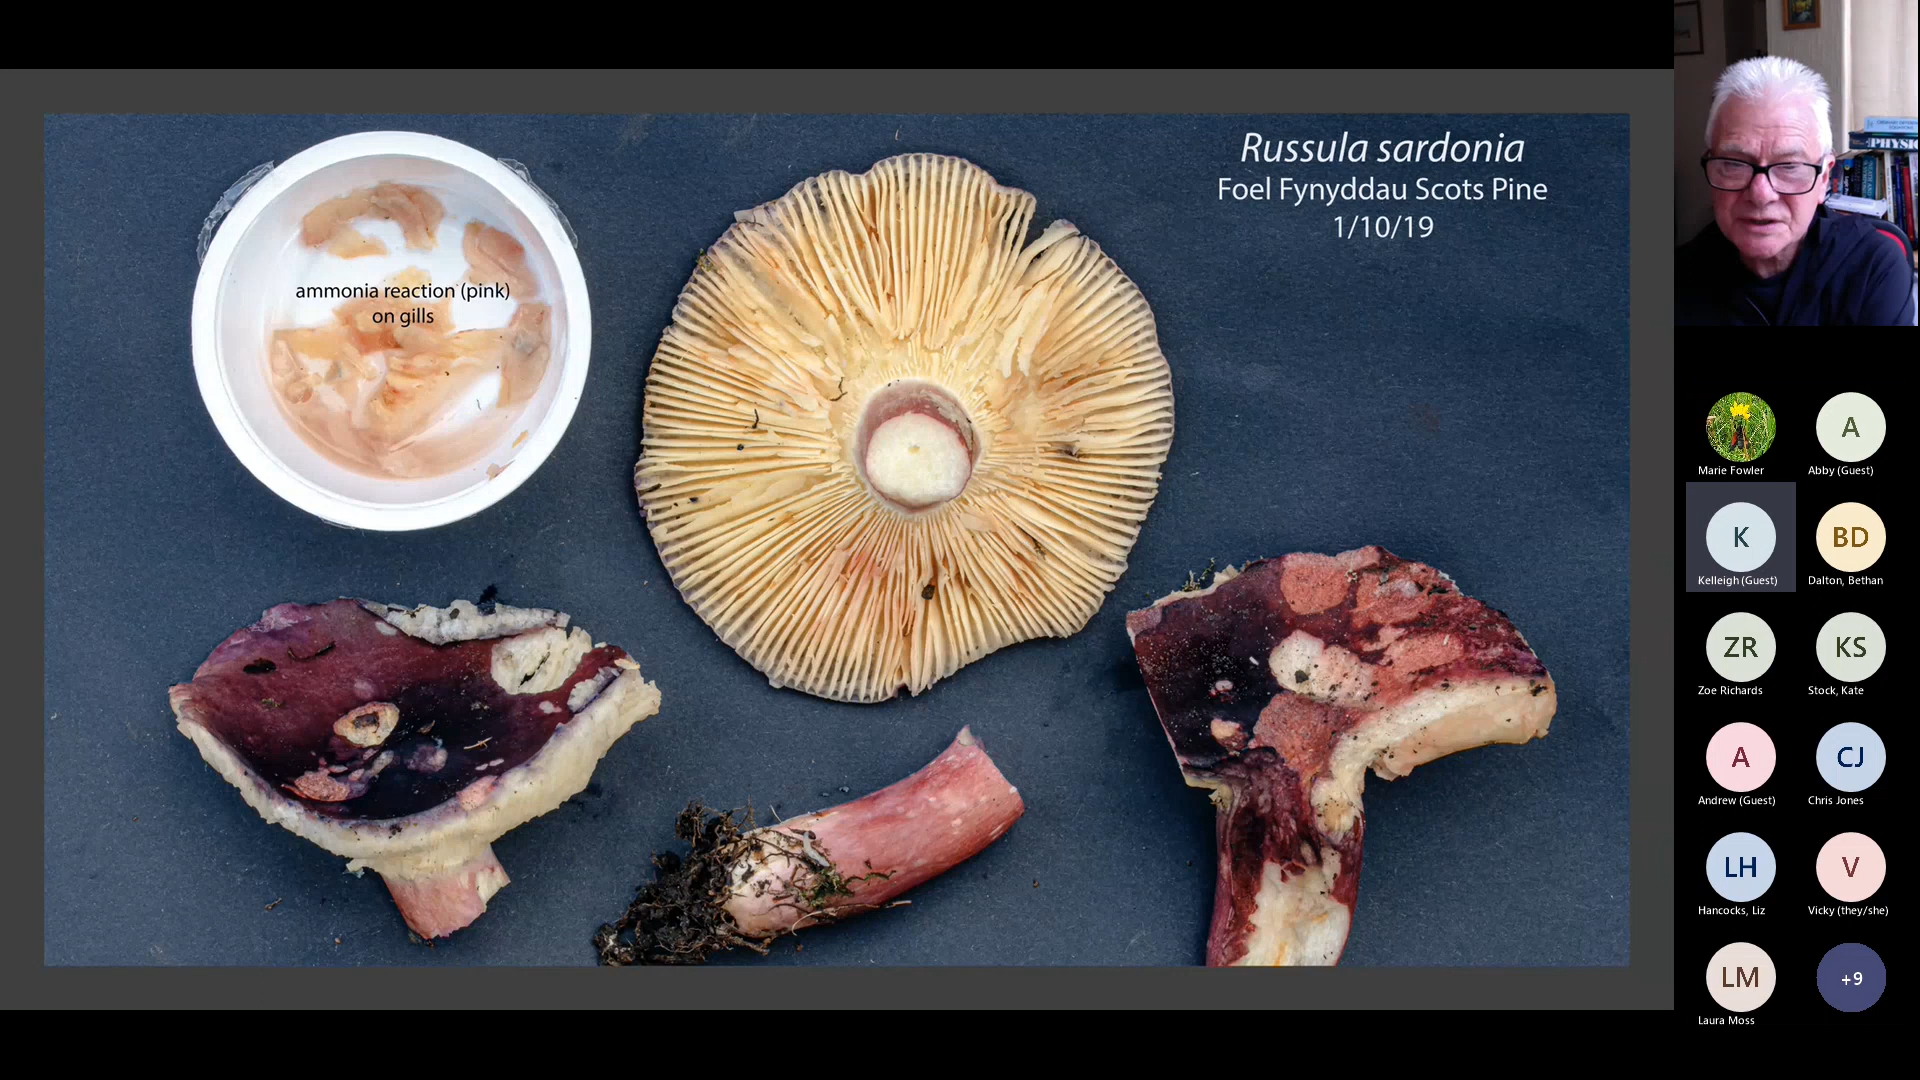 Russula sardonia
Foel Fynyddau Scots Pine
1/10/19
ammonia reaction (pink)
on gills
PHYSIC
A
Marie Fowler
Abby (Guest)
K
BD
Kelleigh (Guest)
Dalton, Bethan
ZR
KS
Zoe Richards
Stock, Kate
A
CJ
Andrew (Guest)
Chris Jones
LH
V
Hancocks, Liz
Vicky (they/she)
LM
+9
Laura Moss